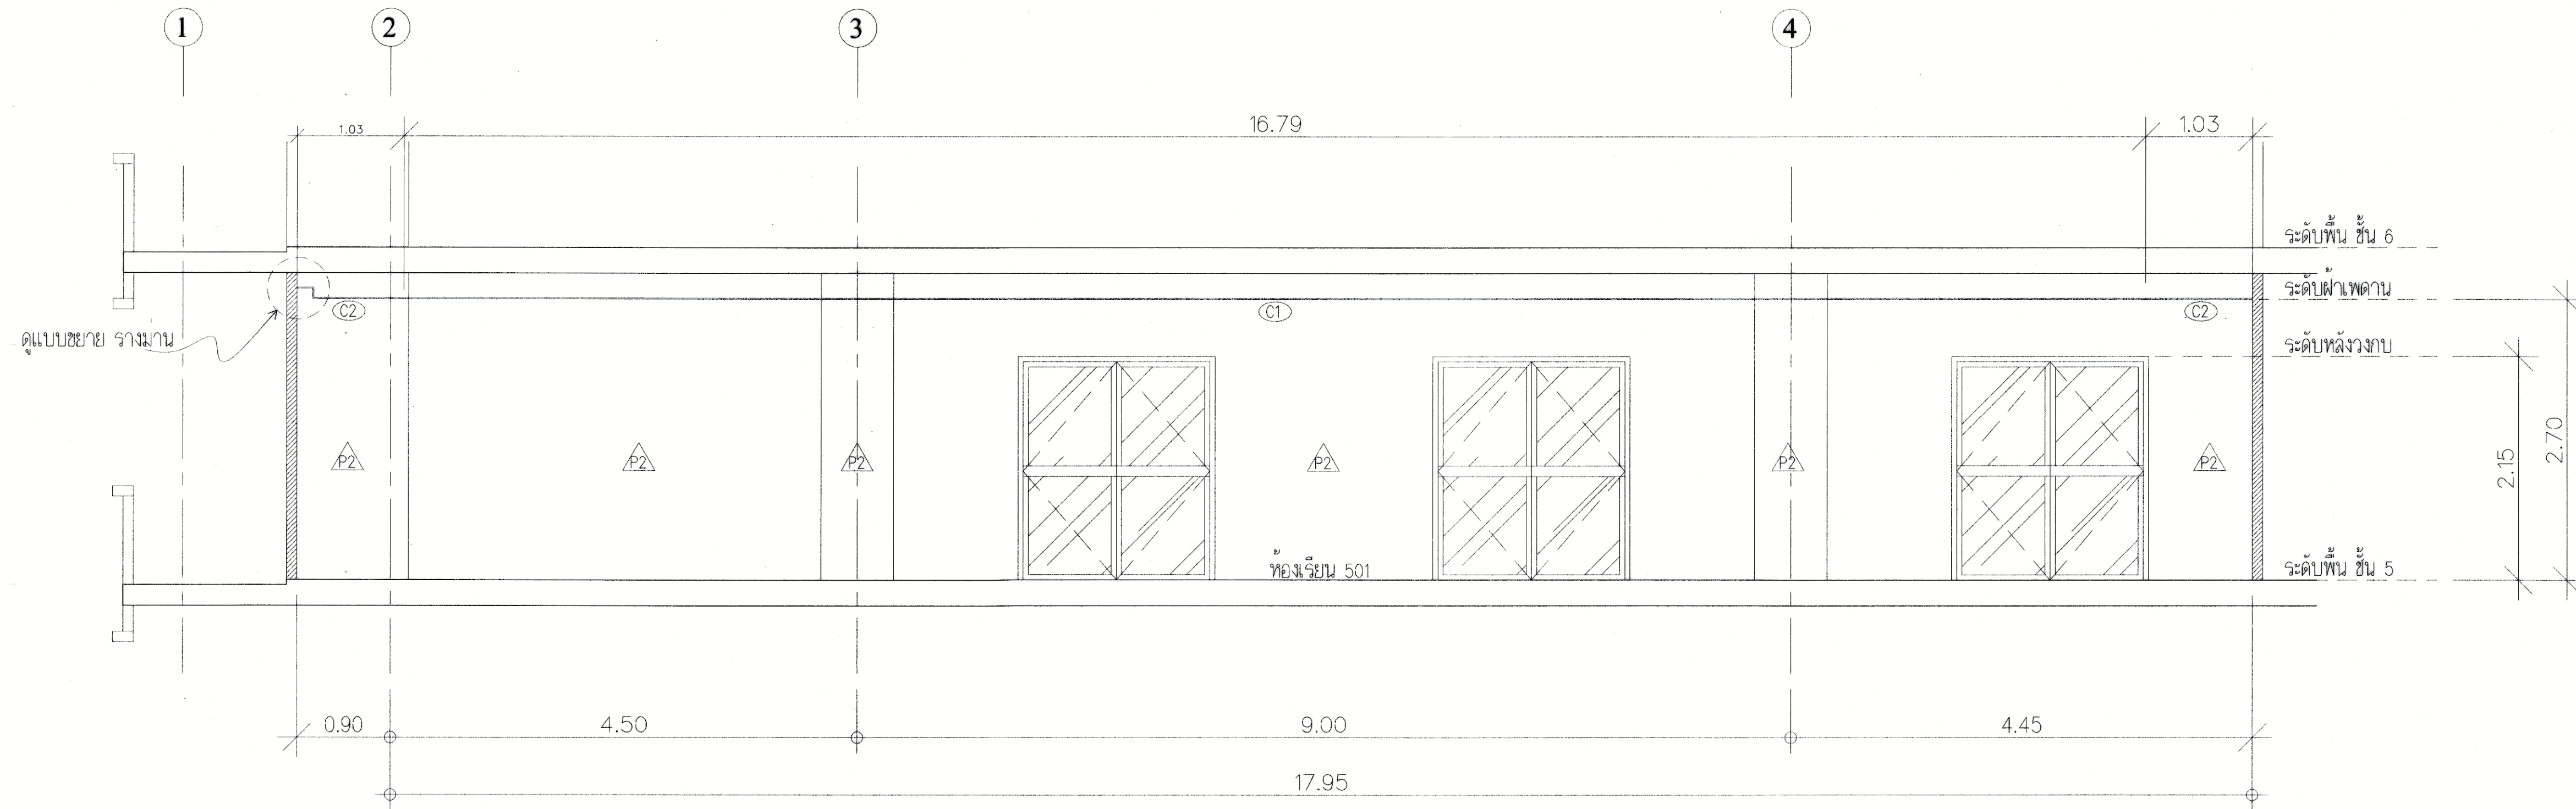 1
2
3
4
1.03
16.79
1.03
ระดับพื้น ชั้น 6
ระดับฝ้าเพดาน
C2
C1
C2
ดูแบบขยาย รางม่าน
ระดับหลังวงกบ
P2
P2
P2
P2
P2
P2
2.15
2.70
ห้องเรียน 501
ระดับพื้น ชั้น 5
0.90
4.50
9.00
4.45
17.95